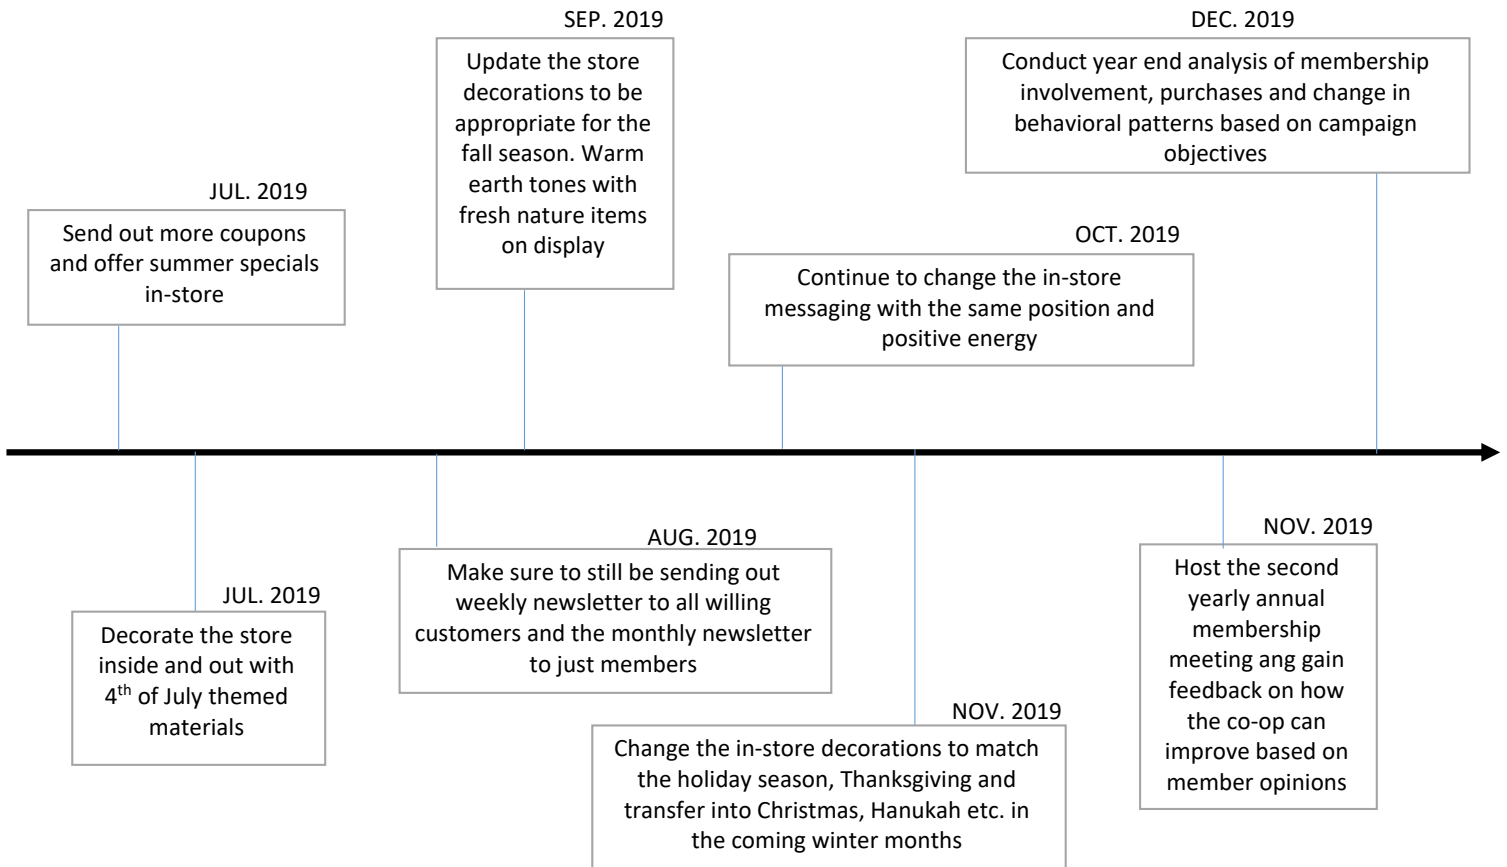 SEP. 2019
Update the store
decorations to be
appropriate for the
fall season. Warm
earth tones with
fresh nature items
on display
DEC. 2019
Conduct year end analysis of membership
involvement, purchases and change in
behavioral patterns based on campaign
objectives
JUL. 2019
Send out more coupons
and offer summer specials
in-store
OCT. 2019
Continue to change the in-store
messaging with the same position and
positive energy
JUL. 2019
Decorate the store
inside and out with
4th of July themed
materials
AUG. 2019
Make sure to still be sending out
weekly newsletter to all willing
customers and the monthly newsletter
to just members
NOV. 2019
Change the in-store decorations to match
the holiday season, Thanksgiving and
transfer into Christmas, Hanukah etc. in
the coming winter months
NOV. 2019
Host the second
yearly annual
membership
meeting ang gain
feedback on how
the co-op can
improve based on
member opinions